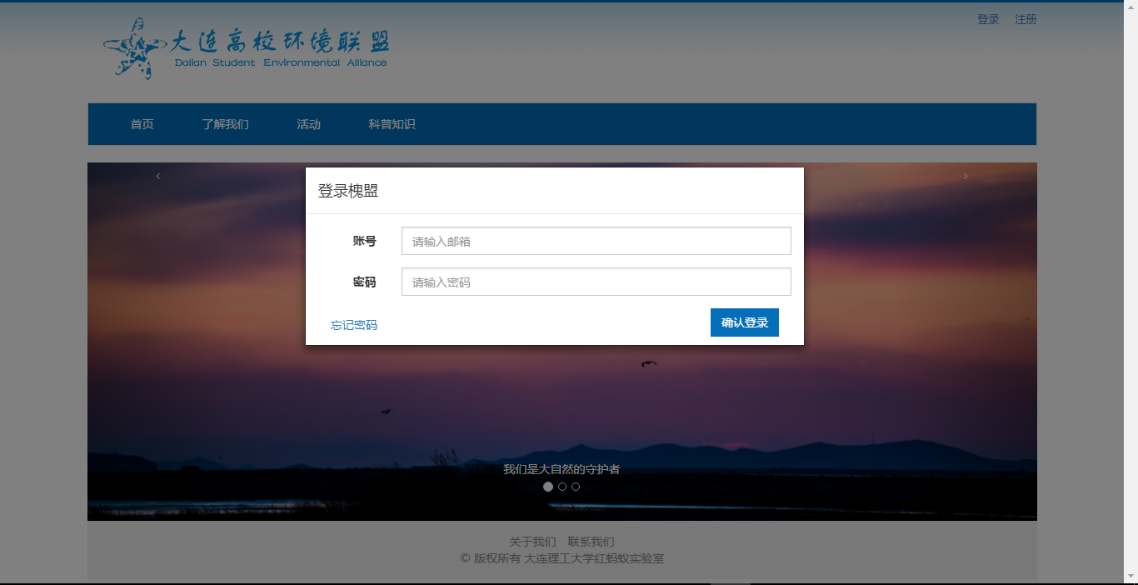 登录 注册
大连高校环境联盟
Dalian Student Environmental Alliance
首页 了解我们 活动 科普知识
登录槐盟
账号 请输入邮箱
密码 请输入密码
忘记密码 确认登录
我们是大自然的守护者
关于我们 联系我们
© 版权所有 大连理工大学红蚂蚁实验室